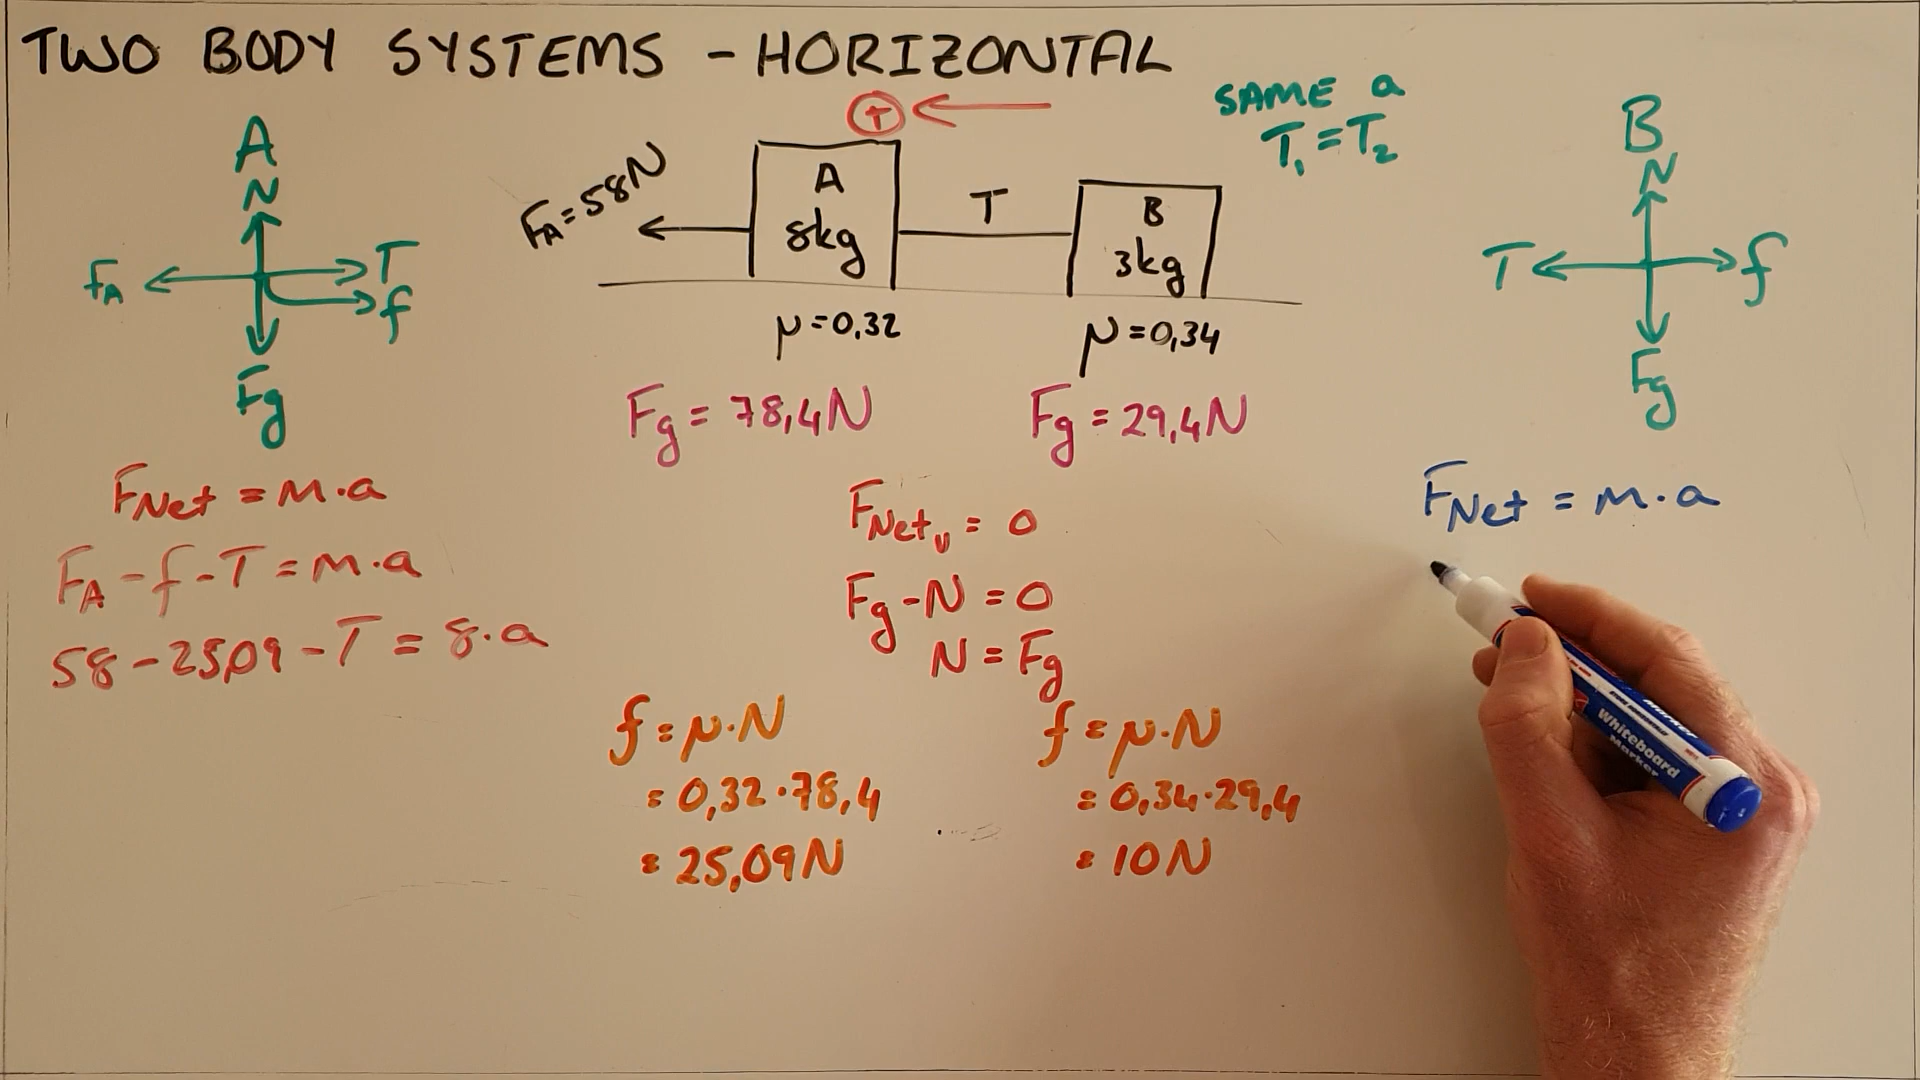 TWO BODY SYSTEMS - HORIZONTAL
A
N
FA
T
f
Fg
FNet = m·a
FA - f - T = m·a
58 - 25,09 - T = 8·a
+
FA = 58N
A
8kg
T
B
3kg
μ = 0,32
μ = 0,34
Fg = 78,4N
Fg = 29,4N
FNetv = 0
Fg - N = 0
N = Fg
f = μ·N
= 0,32·78,4
= 25,09N
f = μ·N
= 0,34·29,4
= 10N
SAME a
T1 = T2
B
N
T
f
Fg
FNet = m·a
Whiteboard
Marker